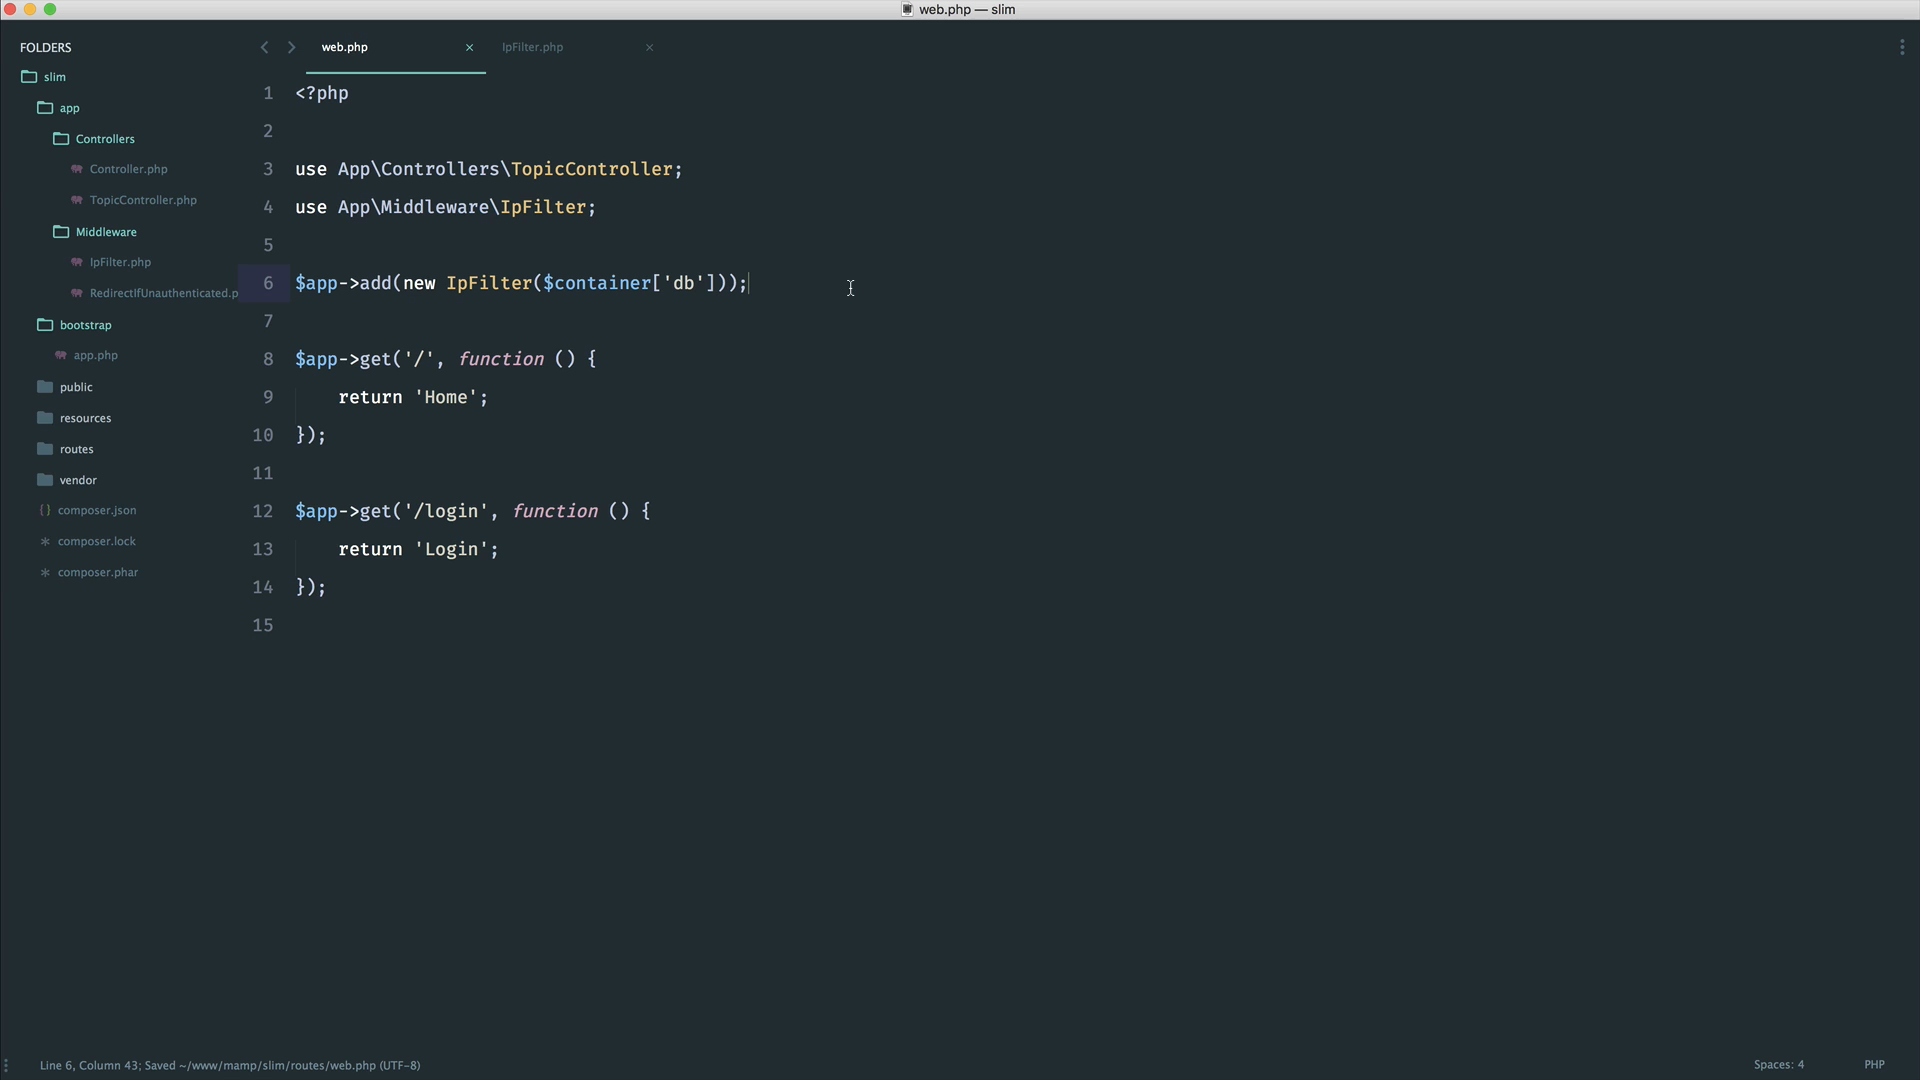 web.php — slim
FOLDERS
slim
app
Controllers
Controller.php
TopicController.php
Middleware
IpFilter.php
RedirectIfUnauthenticated.p
bootstrap
app.php
public
resources
routes
vendor
composer.json
composer.lock
composer.phar
web.php
IpFilter.php
1 <?php
2
3 use App\Controllers\TopicController;
4 use App\Middleware\IpFilter;
5
6 $app->add(new IpFilter($container['db']));
7
8 $app->get('/', function () {
9 return 'Home';
10 });
11
12 $app->get('/login', function () {
13 return 'Login';
14 });
15
Line 6, Column 43; Saved ~/www/mamp/slim/routes/web.php (UTF-8)
Spaces: 4
PHP